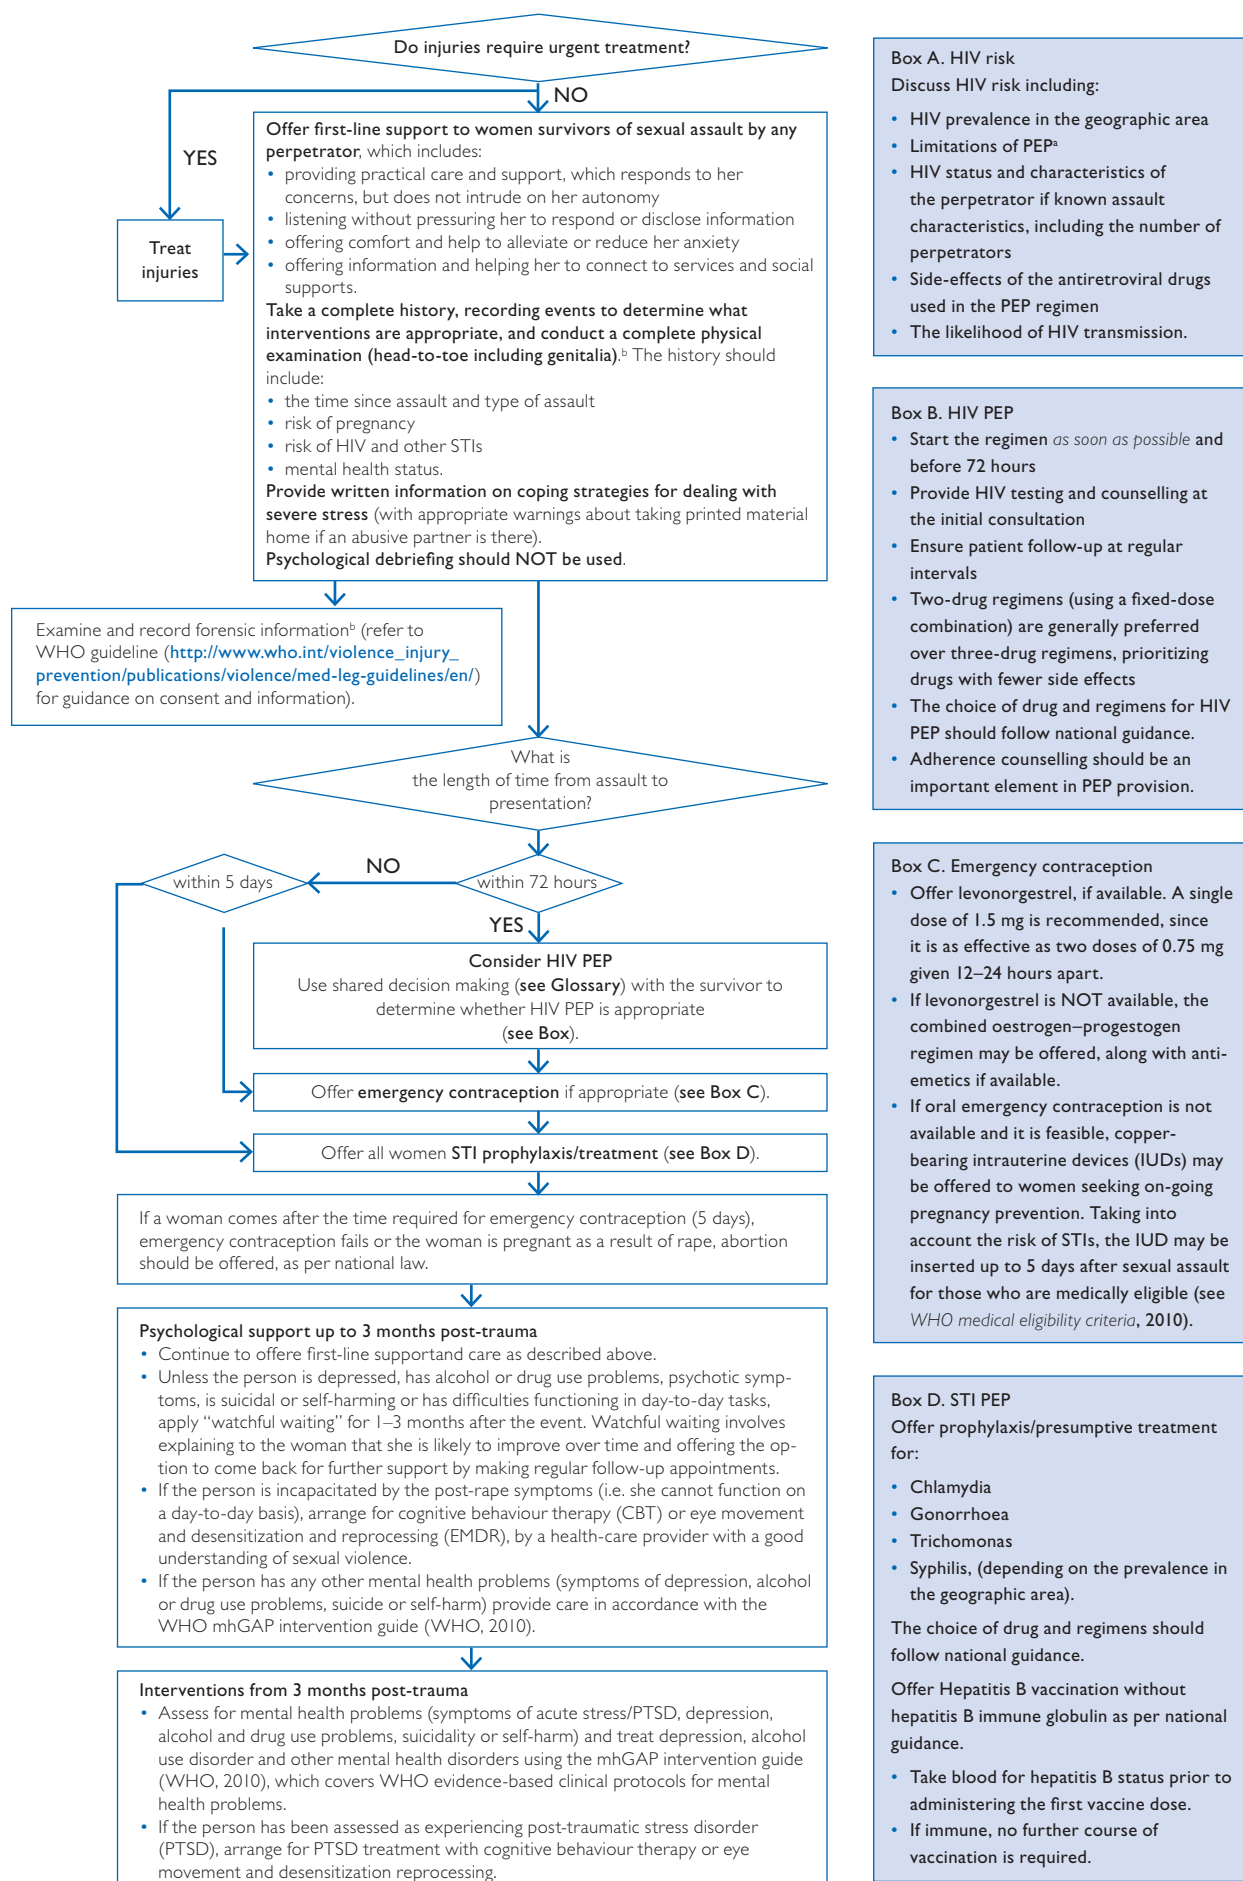 Do injuries require urgent treatment?
NO
YES
Treat
injuries
Offer first-line support to women survivors of sexual assault by any
perpetrator, which includes:
• providing practical care and support, which responds to her
concerns, but does not intrude on her autonomy
• listening without pressuring her to respond or disclose information
• offering comfort and help to alleviate or reduce her anxiety
• offering information and helping her to connect to services and social
supports.
Take a complete history, recording events to determine what
interventions are appropriate, and conduct a complete physical
examination (head-to-toe including genitalia).ᵇ The history should
include:
• the time since assault and type of assault
• risk of pregnancy
• risk of HIV and other STIs
• mental health status.
Provide written information on coping strategies for dealing with
severe stress (with appropriate warnings about taking printed material
home if an abusive partner is there).
Psychological debriefing should NOT be used.
Examine and record forensic informationᵇ (refer to
WHO guideline (http://www.who.int/violence_injury_
prevention/publications/violence/med-leg-guidelines/en/)
for guidance on consent and information).
What is
the length of time from assault to
presentation?
within 5 days
NO
within 72 hours
YES
Consider HIV PEP
Use shared decision making (see Glossary) with the survivor to
determine whether HIV PEP is appropriate
(see Box).
Offer emergency contraception if appropriate (see Box C).
Offer all women STI prophylaxis/treatment (see Box D).
If a woman comes after the time required for emergency contraception (5 days),
emergency contraception fails or the woman is pregnant as a result of rape, abortion
should be offered, as per national law.
Psychological support up to 3 months post-trauma
• Continue to offere first-line supportand care as described above.
• Unless the person is depressed, has alcohol or drug use problems, psychotic symp-
toms, is suicidal or self-harming or has difficulties functioning in day-to-day tasks,
apply “watchful waiting” for 1–3 months after the event. Watchful waiting involves
explaining to the woman that she is likely to improve over time and offering the op-
tion to come back for further support by making regular follow-up appointments.
• If the person is incapacitated by the post-rape symptoms (i.e. she cannot function on
a day-to-day basis), arrange for cognitive behaviour therapy (CBT) or eye movement
and desensitization and reprocessing (EMDR), by a health-care provider with a good
understanding of sexual violence.
• If the person has any other mental health problems (symptoms of depression, alcohol
or drug use problems, suicide or self-harm) provide care in accordance with the
WHO mhGAP intervention guide (WHO, 2010).
Interventions from 3 months post-trauma
• Assess for mental health problems (symptoms of acute stress/PTSD, depression,
alcohol and drug use problems, suicidality or self-harm) and treat depression, alcohol
use disorder and other mental health disorders using the mhGAP intervention guide
(WHO, 2010), which covers WHO evidence-based clinical protocols for mental
health problems.
• If the person has been assessed as experiencing post-traumatic stress disorder
(PTSD), arrange for PTSD treatment with cognitive behaviour therapy or eye
movement and desensitization reprocessing.
Box A. HIV risk
Discuss HIV risk including:
• HIV prevalence in the geographic area
• Limitations of PEPᵃ
• HIV status and characteristics of
the perpetrator if known assault
characteristics, including the number of
perpetrators
• Side-effects of the antiretroviral drugs
used in the PEP regimen
• The likelihood of HIV transmission.
Box B. HIV PEP
• Start the regimen as soon as possible and
before 72 hours
• Provide HIV testing and counselling at
the initial consultation
• Ensure patient follow-up at regular
intervals
• Two-drug regimens (using a fixed-dose
combination) are generally preferred
over three-drug regimens, prioritizing
drugs with fewer side effects
• The choice of drug and regimens for HIV
PEP should follow national guidance.
• Adherence counselling should be an
important element in PEP provision.
Box C. Emergency contraception
• Offer levonorgestrel, if available. A single
dose of 1.5 mg is recommended, since
it is as effective as two doses of 0.75 mg
given 12–24 hours apart.
• If levonorgestrel is NOT available, the
combined oestrogen–progestogen
regimen may be offered, along with anti-
emetics if available.
• If oral emergency contraception is not
available and it is feasible, copper-
bearing intrauterine devices (IUDs) may
be offered to women seeking on-going
pregnancy prevention. Taking into
account the risk of STIs, the IUD may be
inserted up to 5 days after sexual assault
for those who are medically eligible (see
WHO medical eligibility criteria, 2010).
Box D. STI PEP
Offer prophylaxis/presumptive treatment
for:
• Chlamydia
• Gonorrhoea
• Trichomonas
• Syphilis, (depending on the prevalence in
the geographic area).
The choice of drug and regimens should
follow national guidance.
Offer Hepatitis B vaccination without
hepatitis B immune globulin as per national
guidance.
• Take blood for hepatitis B status prior to
administering the first vaccine dose.
• If immune, no further course of
vaccination is required.